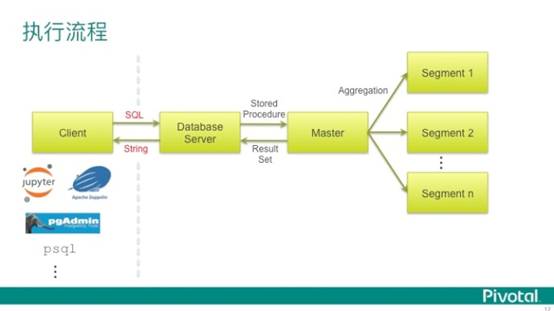 执行流程
Segment 1
Aggregation
SQL
Stored
Procedure
Client
Database
Server
Master
Segment 2
String
Result
Set
jupyter
Apache Zeppelin
Segment n
pgAdmin
psql
Pivotal